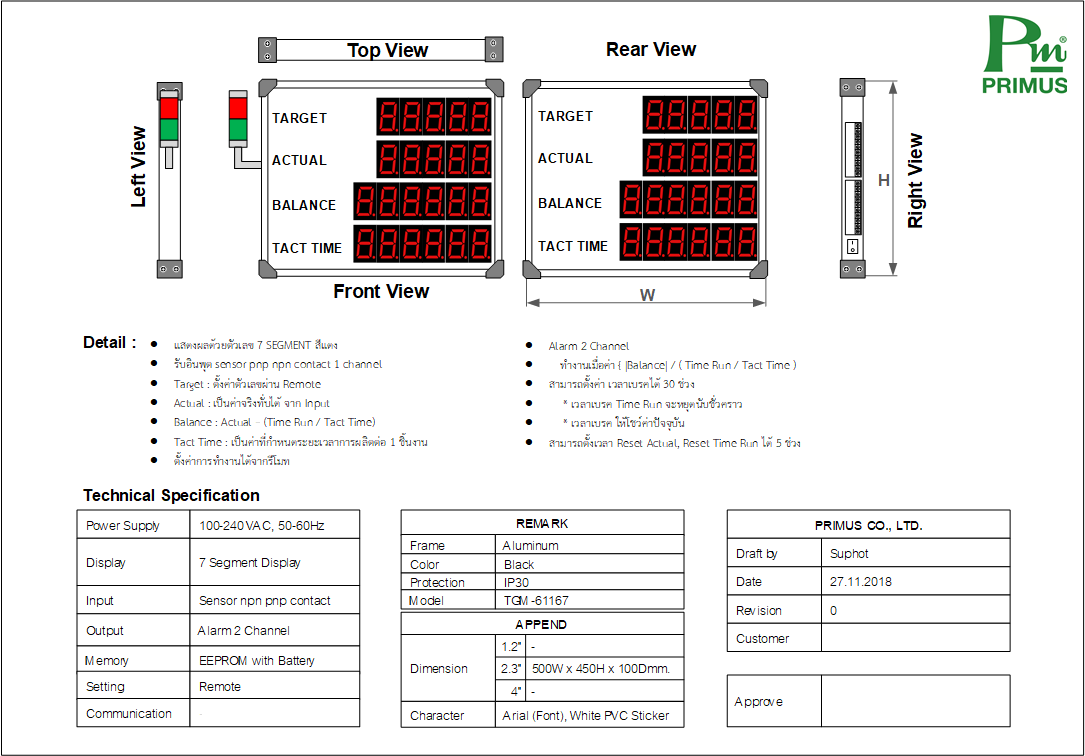 Top View
Rear View
Pm®
PRIMUS
Left View
TARGET
ACTUAL
BALANCE
TACT TIME
Front View
TARGET
ACTUAL
BALANCE
TACT TIME
W
H
Right View
Detail :
● แสดงผลด้วยตัวเลข 7 SEGMENT สีแดง
● รับอินพุต sensor pnp npn contact 1 channel
● Target : ตั้งค่าตัวเลขผ่าน Remote
● Actual : เป็นค่าจริงที่นับได้ จาก Input
● Balance : Actual - (Time Run / Tact Time)
● Tact Time : เป็นค่าที่กำหนดระยะเวลาการผลิตต่อ 1 ชิ้นงาน
● ตั้งค่าการทำงานได้จากรีโมท
● Alarm 2 Channel
● ทำงานเมื่อค่า { |Balance| / ( Time Run / Tact Time )
● สามารถตั้งค่า เวลาเบรคได้ 30 ช่วง
● * เวลาเบรค Time Run จะหยุดนับชั่วคราว
● * เวลาเบรค ให้โชว์ค่าปัจจุบัน
● สามารถตั้งเวลา Reset Actual, Reset Time Run ได้ 5 ช่วง
Technical Specification
Power Supply 100-240 VAC, 50-60Hz
Display 7 Segment Display
Input Sensor npn pnp contact
Output Alarm 2 Channel
Memory EEPROM with Battery
Setting Remote
Communication -
REMARK
Frame Aluminum
Color Black
Protection IP30
Model TGM-61167
APPEND
Dimension
1.2" -
2.3" 500W x 450H x 100Dmm.
4" -
Character Arial (Font), White PVC Sticker
PRIMUS CO., LTD.
Draft by Suphot
Date 27.11.2018
Revision 0
Customer
Approve